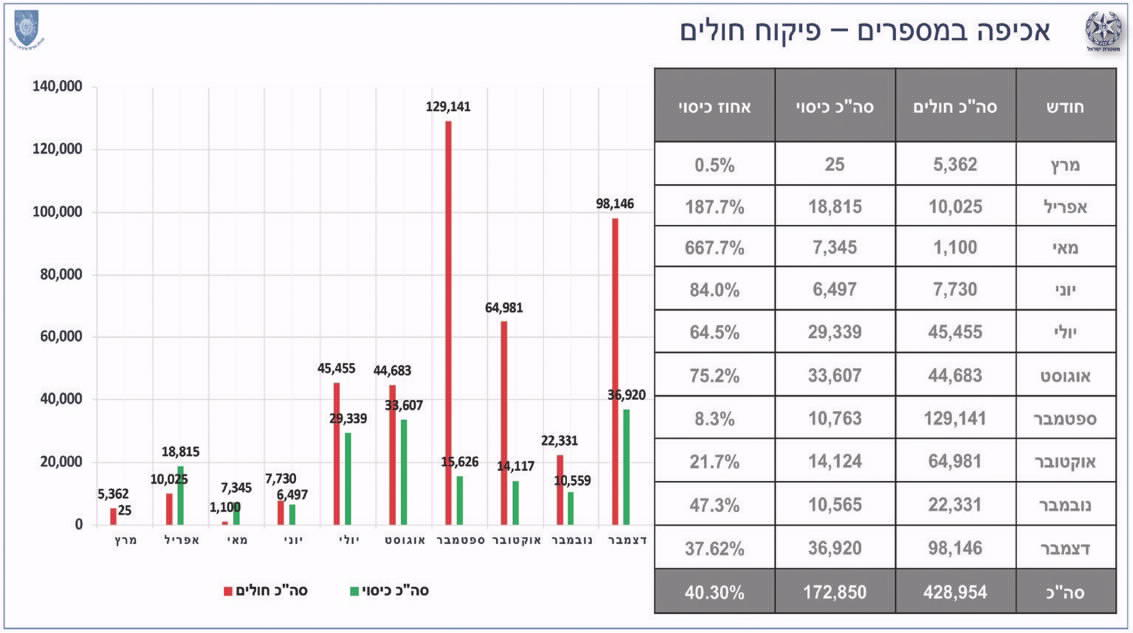 אכיפה במספרים – פיקוח חולים
משטרת ישראל
חודש סה"כ חולים סה"כ כיסוי אחוז כיסוי
מרץ 5,362 25 0.5%
אפריל 10,025 18,815 187.7%
מאי 1,100 7,345 667.7%
יוני 7,730 6,497 84.0%
יולי 45,455 29,339 64.5%
אוגוסט 44,683 33,607 75.2%
ספטמבר 129,141 10,763 8.3%
אוקטובר 64,981 14,124 21.7%
נובמבר 22,331 10,565 47.3%
דצמבר 98,146 36,920 37.62%
סה"כ 428,954 172,850 40.30%
140,000
120,000
100,000
80,000
60,000
40,000
20,000
0
5,362 25
10,025 18,815
1,100 7,345
7,730 6,497
45,455 29,339
44,683 33,607
129,141 15,626
64,981 14,117
22,331 10,559
98,146 36,920
מרץ אפריל מאי יוני יולי אוגוסט ספטמבר אוקטובר נובמבר דצמבר
סה"כ חולים סה"כ כיסוי